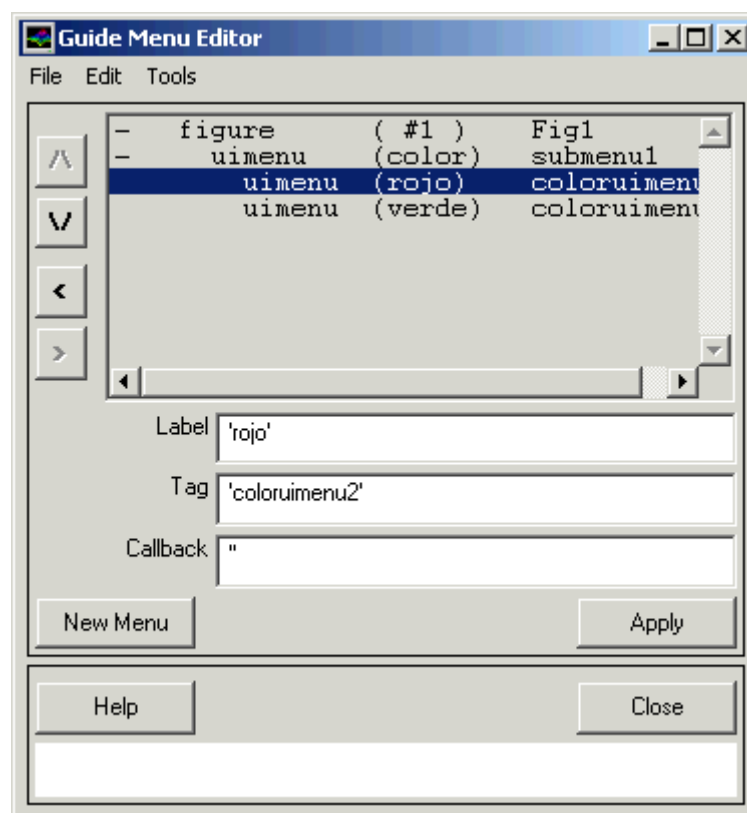 Guide Menu Editor
File Edit Tools
− figure ( #1 ) Fig1
− uimenu (color) submenu1
uimenu (rojo) coloruimenu
uimenu (verde) coloruimenu
/\
\/
<
>
Label 'rojo'
Tag 'coloruimenu2'
Callback ''
New Menu Apply
Help Close